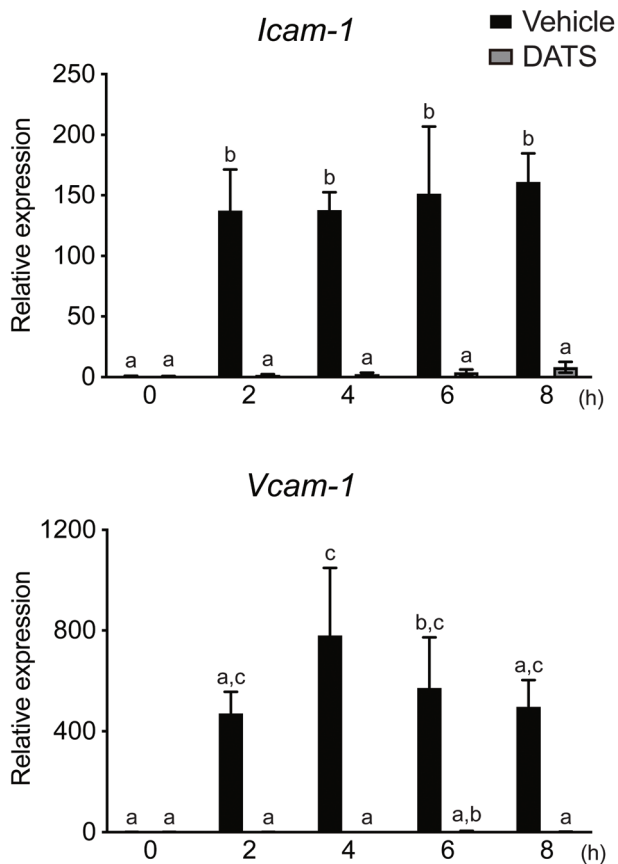 Icam-1
Vehicle
DATS
Relative expression
250
200
150
100
50
0
b
b
b
b
a
a
a
a
a
a
0
2
4
6
8
(h)
Vcam-1
Relative expression
1200
800
400
0
c
b,c
a,c
a,c
a
a
a
a
a,b
a
0
2
4
6
8
(h)